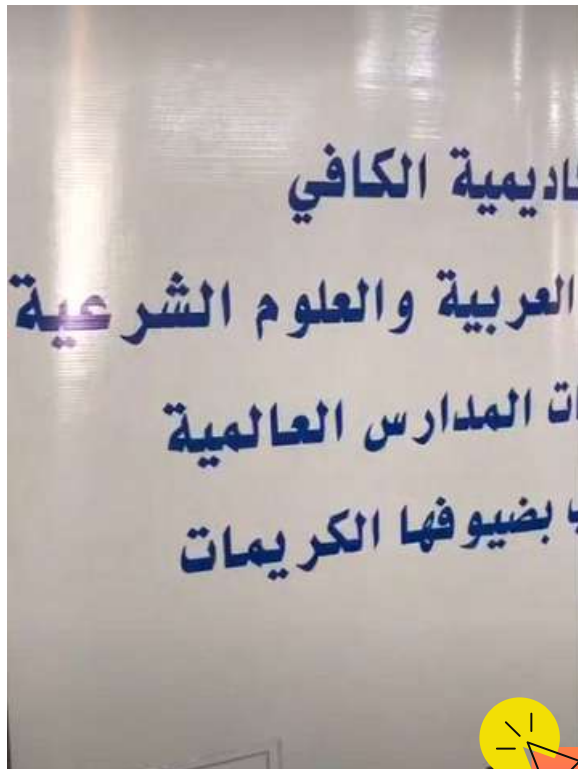 الكافي
العربية والعلوم الشرعية
المدارس العالمية
بضيوفها الكريمات